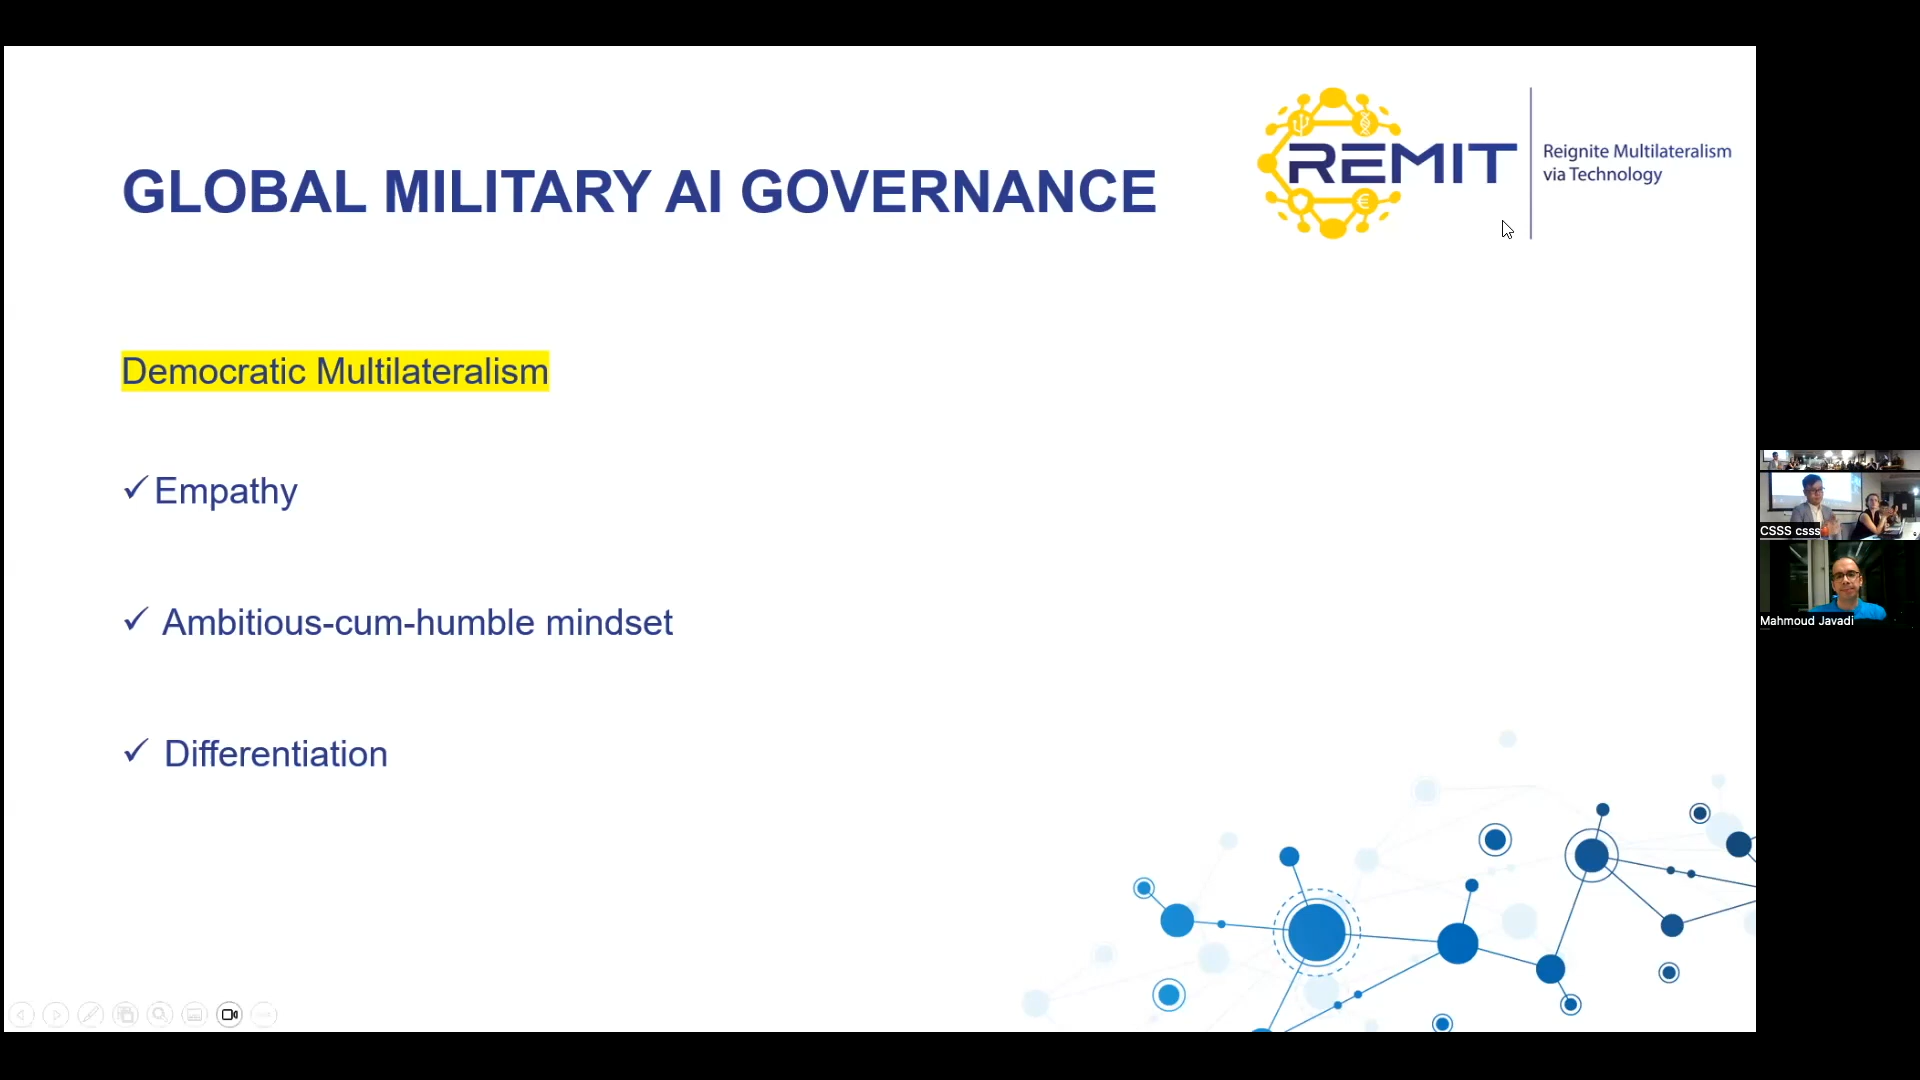 GLOBAL MILITARY AI GOVERNANCE
REMIT
Reignite Multilateralism
via Technology
Democratic Multilateralism
✓ Empathy
✓ Ambitious-cum-humble mindset
✓ Differentiation
CSSS csss
Mahmoud Javadi